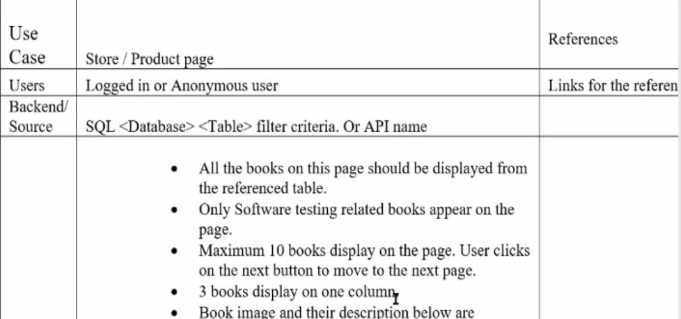 Use
Case
Store / Product page
References
Users
Logged in or Anonymous user
Links for the referen
Backend/
Source
SQL <Database> <Table> filter criteria. Or API name
• All the books on this page should be displayed from
the referenced table.
• Only Software testing related books appear on the
page.
• Maximum 10 books display on the page. User clicks
on the next button to move to the next page.
• 3 books display on one column.
• Book image and their description below are